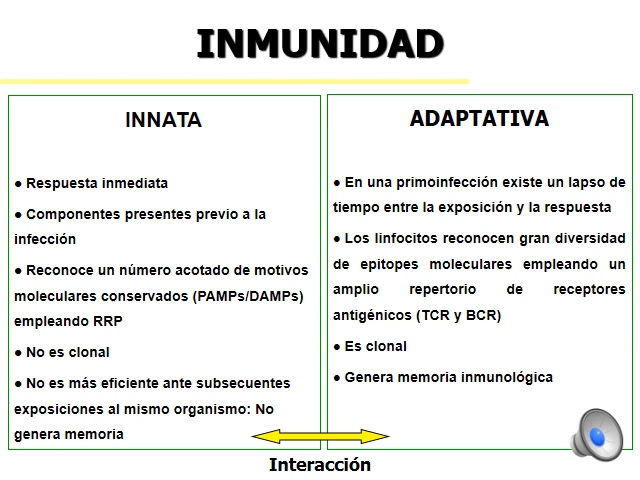 INMUNIDAD
INNATA
● Respuesta inmediata
● Componentes presentes previo a la
infección
● Reconoce un número acotado de motivos
moleculares conservados (PAMPs/DAMPs)
empleando RRP
● No es clonal
● No es más eficiente ante subsecuentes
exposiciones al mismo organismo: No
genera memoria
ADAPTATIVA
● En una primoinfección existe un lapso de
tiempo entre la exposición y la respuesta
● Los linfocitos reconocen gran diversidad
de epitopes moleculares empleando un
amplio repertorio de receptores
antigénicos (TCR y BCR)
● Es clonal
● Genera memoria inmunológica
Interacción